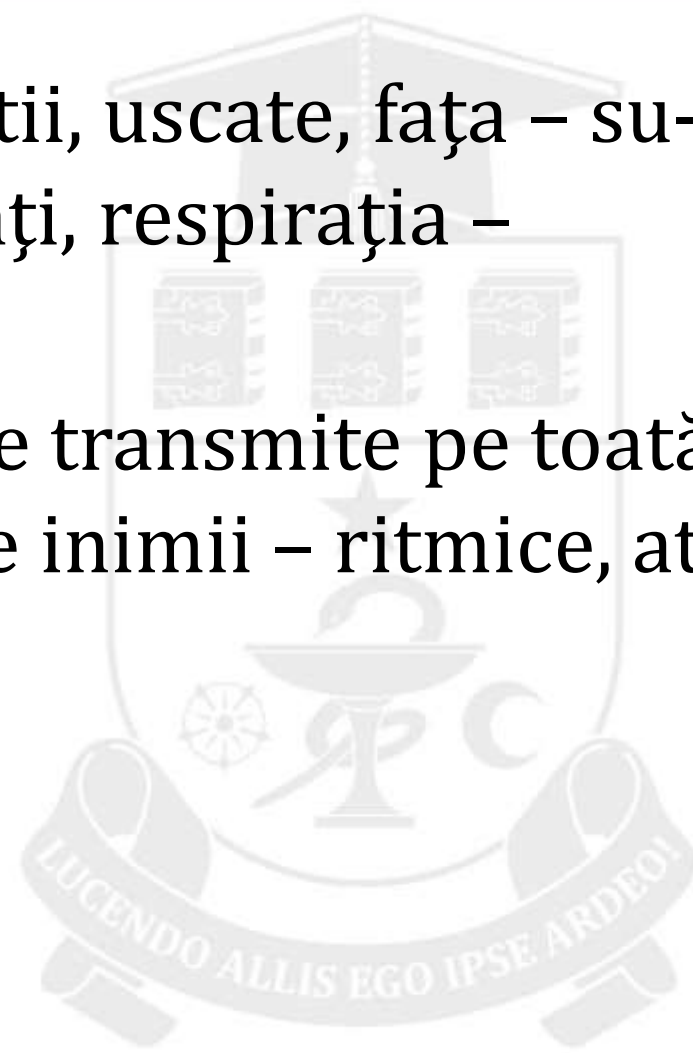 tii, uscate, faţa – su-
ţi, respiraţia –
e transmite pe toată
e inimii – ritmice, at
LUCENDO ALLIS EGO IPSE ARDEO!